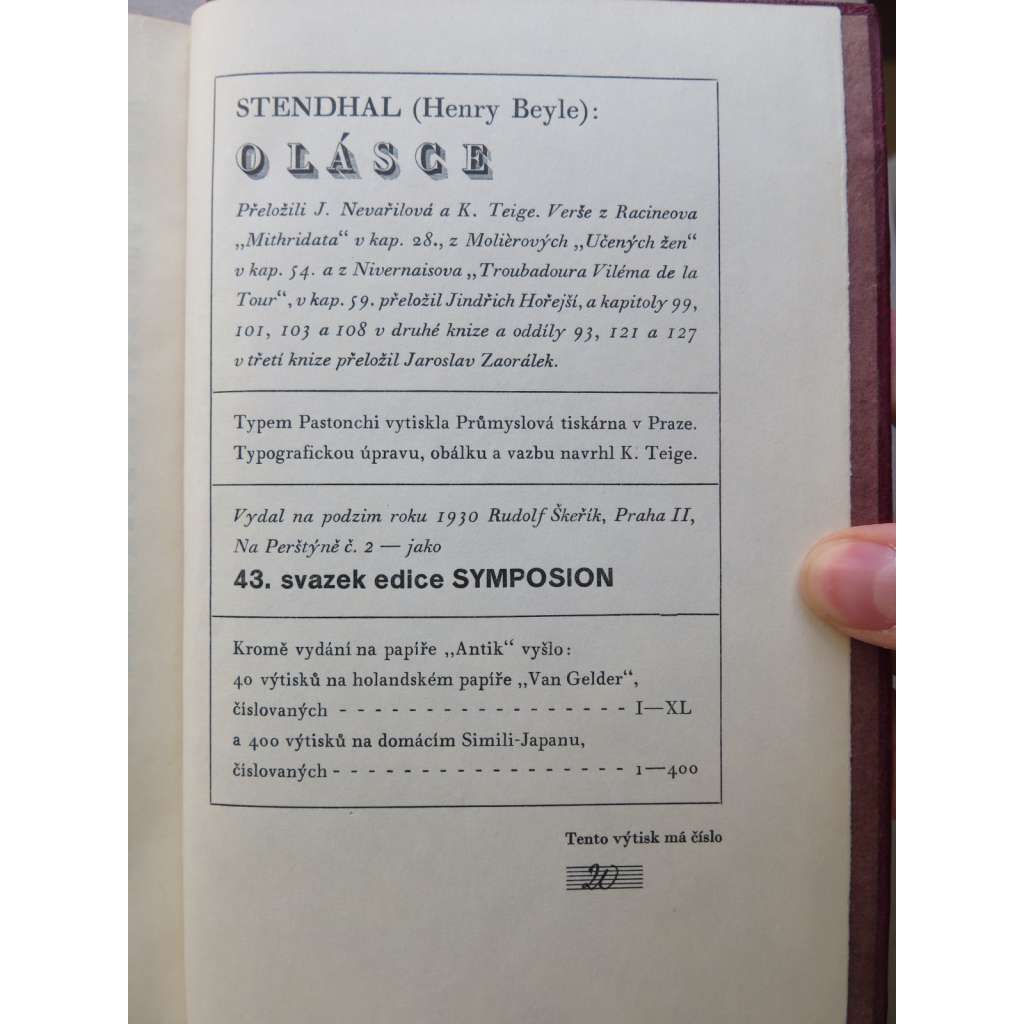 STENDHAL (Henry Beyle):
O LÁSCE
Přeložili J. Nevařilová a K. Teige. Verše z Racineova
„Mithridata“ v kap. 28., z Molièrových „Učených žen“
v kap. 54. a z Nivernaisova „Troubadoura Viléma de la
Tour“, v kap. 59. přeložil Jindřich Hořejší, a kapitoly 99,
101, 103 a 108 v druhé knize a oddíly 93, 121 a 127
v třetí knize přeložil Jaroslav Zaorálek.
Typem Pastonchi vytiskla Průmyslová tiskárna v Praze.
Typografickou úpravu, obálku a vazbu navrhl K. Teige.
Vydal na podzim roku 1930 Rudolf Škeřík, Praha II,
Na Perštýně č. 2 — jako
43. svazek edice SYMPOSION
Kromě vydání na papíře „Antik“ vyšlo:
40 výtisků na holandském papíře „Van Gelder“,
číslovaných - - - - - - - - - - - - - - - - - I—XL
a 400 výtisků na domácím Simili-Japanu,
číslovaných - - - - - - - - - - - - - - - - - 1—400
Tento výtisk má číslo
20